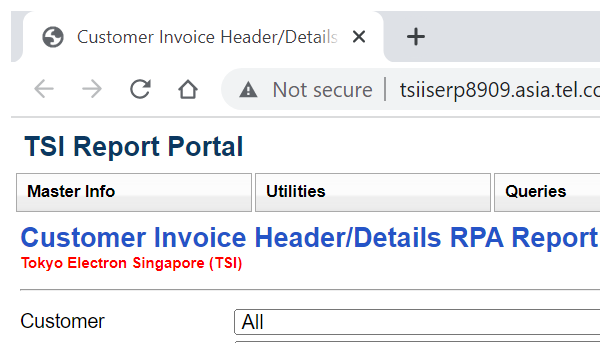 Customer Invoice Header/Details
Not secure | tsiiserp8909.asia.tel.co
TSI Report Portal
Master Info Utilities Queries
Customer Invoice Header/Details RPA Report
Tokyo Electron Singapore (TSI)
Customer All